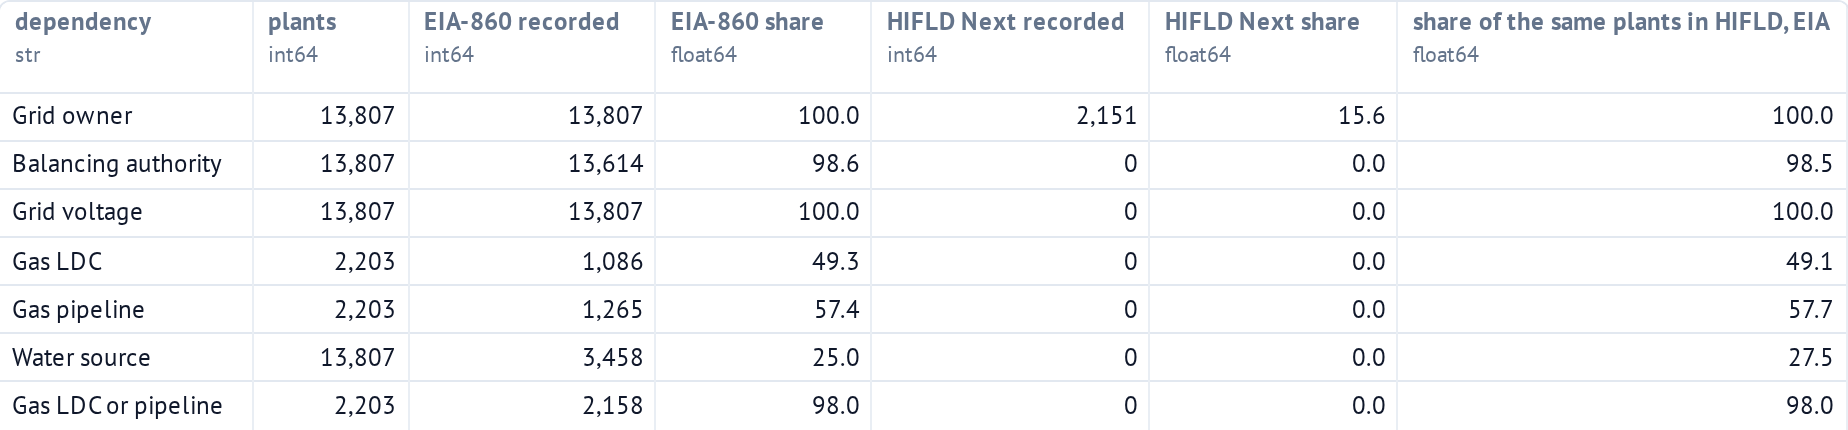 dependency plants EIA-860 recorded EIA-860 share HIFLD Next recorded HIFLD Next share share of the same plants in HIFLD, EIA
str int64 int64 float64 int64 float64 float64
Grid owner 13,807 13,807 100.0 2,151 15.6 100.0
Balancing authority 13,807 13,614 98.6 0 0.0 98.5
Grid voltage 13,807 13,807 100.0 0 0.0 100.0
Gas LDC 2,203 1,086 49.3 0 0.0 49.1
Gas pipeline 2,203 1,265 57.4 0 0.0 57.7
Water source 13,807 3,458 25.0 0 0.0 27.5
Gas LDC or pipeline 2,203 2,158 98.0 0 0.0 98.0